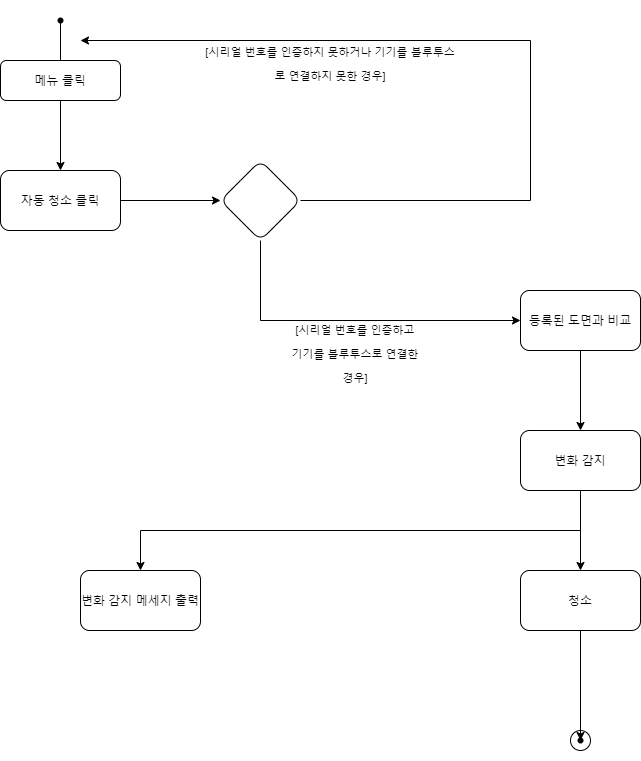 [시리얼 번호를 인증하지 못하거나 기기를 블루투스
로 연결하지 못한 경우]
메뉴 클릭
자동 청소 클릭
등록된 도면과 비교
[시리얼 번호를 인증하고
기기를 블루투스로 연결한
경우]
변화 감지
변화 감지 메세지 출력
청소